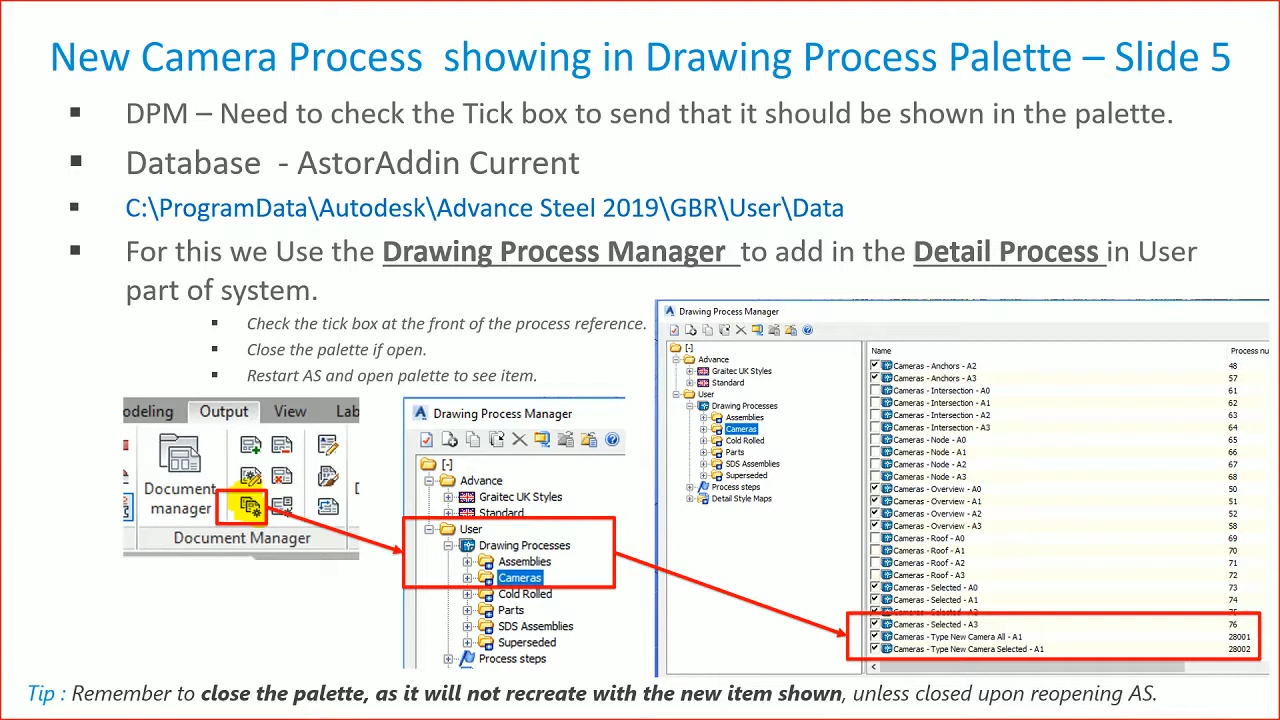 New Camera Process  showing in Drawing Process Palette – Slide 5
DPM – Need to check the Tick box to send that it should be shown in the palette.
Database  - AstorAddin Current
C:\ProgramData\Autodesk\Advance Steel 2019\GBR\User\Data
For this we Use the Drawing Process Manager to add in the Detail Process in User
part of system.
Check the tick box at the front of the process reference.
Close the palette if open.
Restart AS and open palette to see item.
odeling Output View Lab
Document
manager
Document Manager
Drawing Process Manager
[-]
Advance
Graitec UK Styles
Standard
User
Drawing Processes
Assemblies
Cameras
Cold Rolled
Parts
SDS Assemblies
Superseded
Process steps
Drawing Process Manager
[-]
Advance
Graitec UK Styles
Standard
User
Drawing Processes
Assemblies
Cameras
Cold Rolled
Parts
SDS Assemblies
Superseded
Process steps
Detail Style Maps
Name Process nu
Cameras - Anchors - A2 48
Cameras - Anchors - A3 57
Cameras - Intersection - A0 61
Cameras - Intersection - A1 62
Cameras - Intersection - A2 63
Cameras - Intersection - A3 64
Cameras - Node - A0 65
Cameras - Node - A1 66
Cameras - Node - A2 67
Cameras - Node - A3 68
Cameras - Overview - A0 50
Cameras - Overview - A1 51
Cameras - Overview - A2 52
Cameras - Overview - A3 58
Cameras - Roof - A0 69
Cameras - Roof - A1 70
Cameras - Roof - A2 71
Cameras - Roof - A3 72
Cameras - Selected - A0 73
Cameras - Selected - A1 74
Cameras - Selected - A2 75
Cameras - Selected - A3 76
Cameras - Type New Camera All - A1 28001
Cameras - Type New Camera Selected - A1 28002
Tip : Remember to close the palette, as it will not recreate with the new item shown, unless closed upon reopening AS.